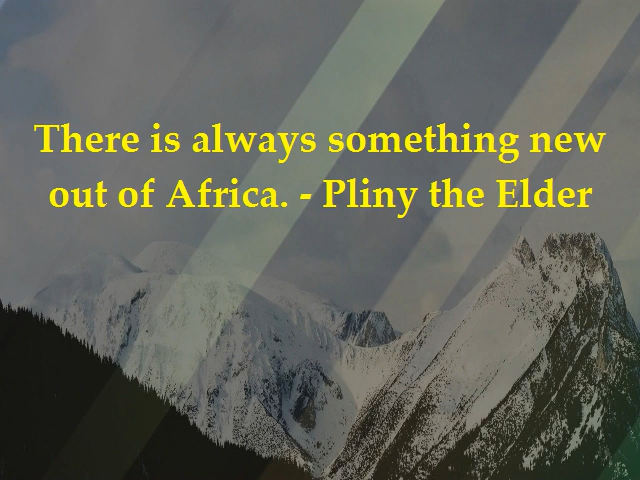 There is always something new
out of Africa. - Pliny the Elder